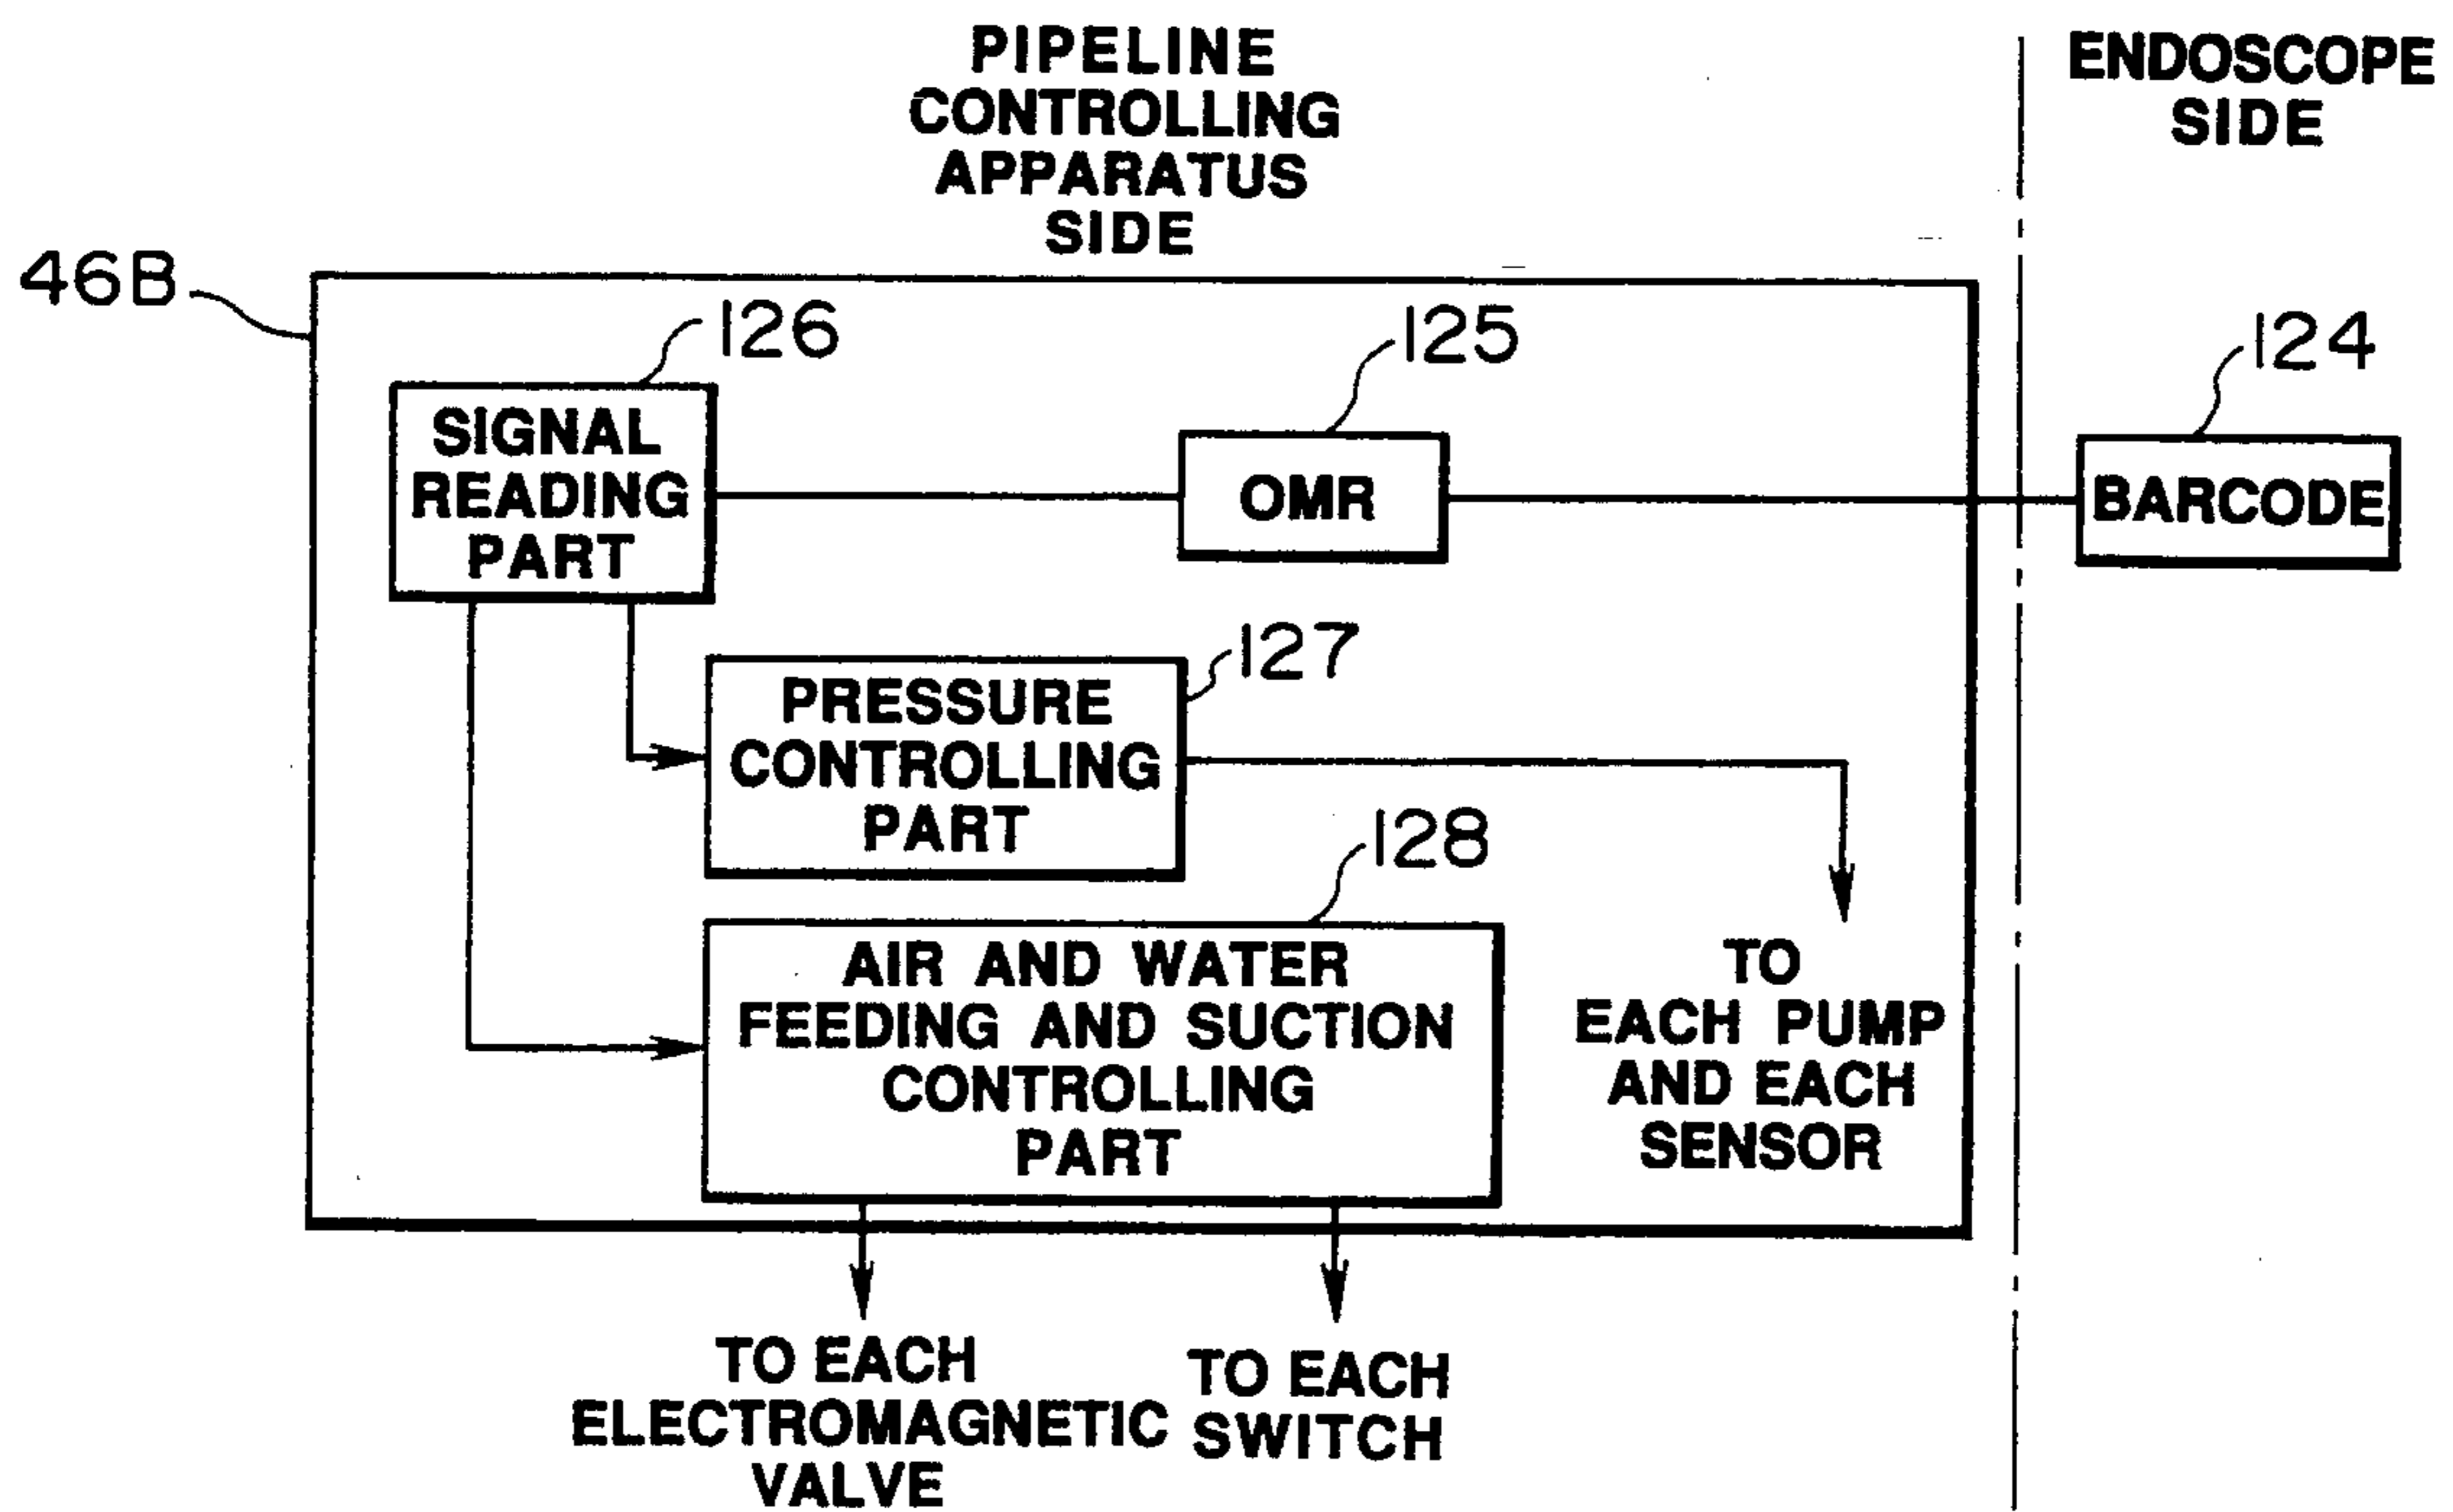 PIPELINE
CONTROLLING
APPARATUS
SIDE
ENDOSCOPE
SIDE
46B
126
125
124
SIGNAL
READING
PART
OMR
BARCODE
127
PRESSURE
CONTROLLING
PART
128
AIR AND WATER
FEEDING AND SUCTION
CONTROLLING
PART
TO
EACH PUMP
AND EACH
SENSOR
TO EACH
ELECTROMAGNETIC
VALVE
TO EACH
SWITCH